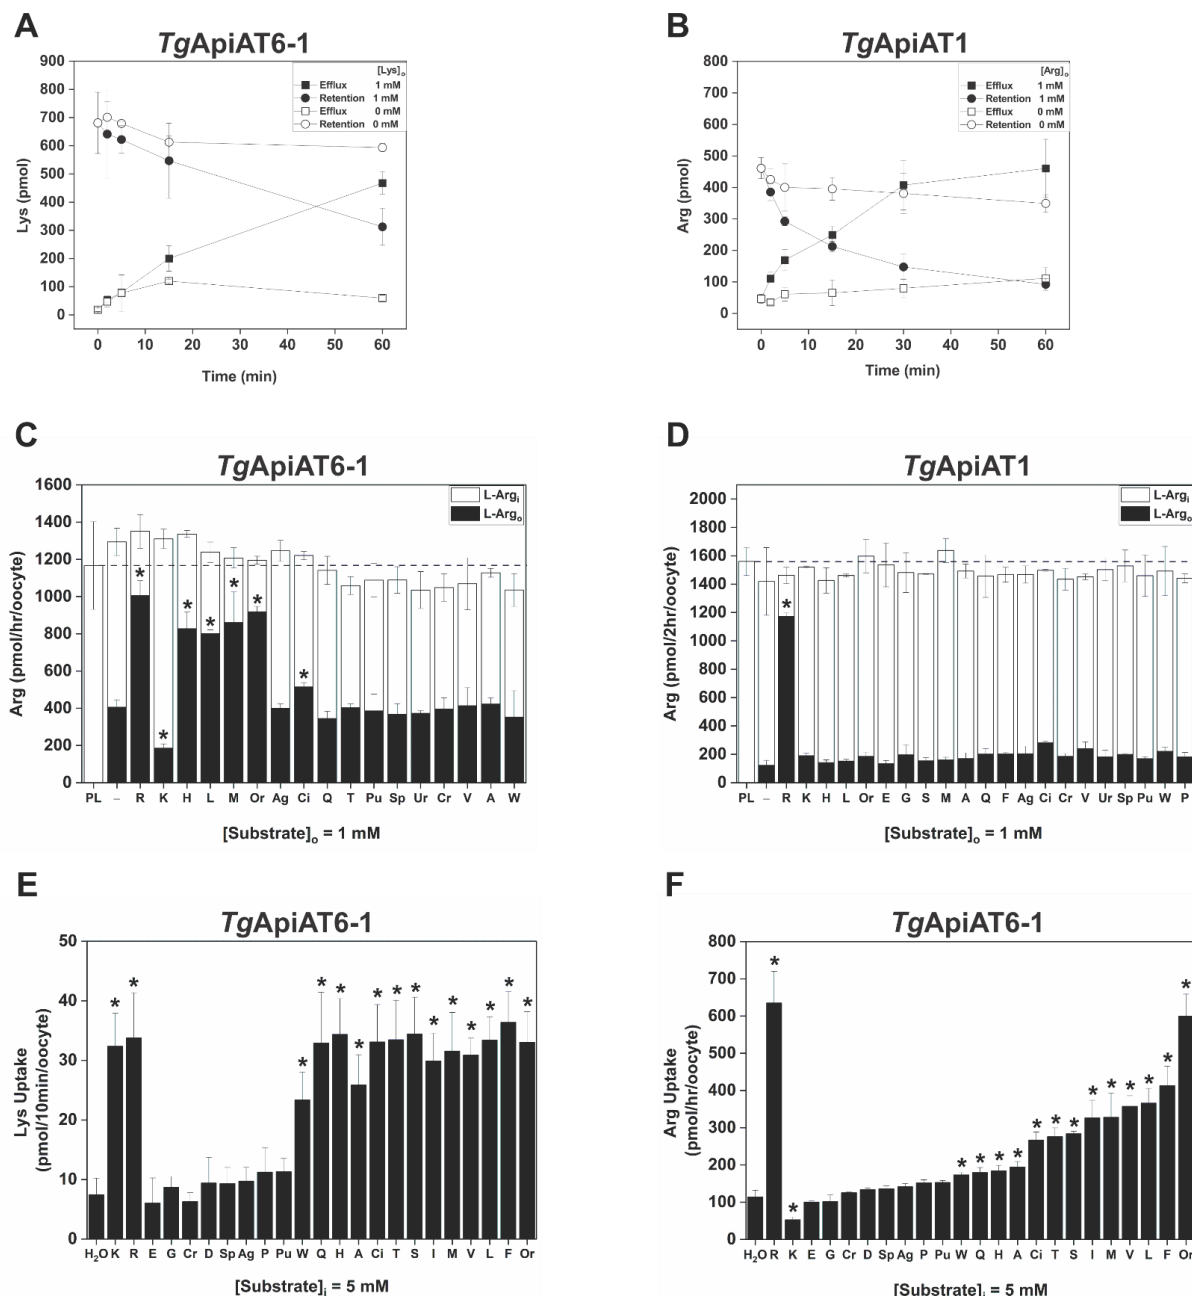 A
TgApiAT6-1
900
800
700
600
500
400
300
200
100
0
Lys (pmol)
[Lys]o
Efflux 1 mM
Retention 1 mM
Efflux 0 mM
Retention 0 mM
0 10 20 30 40 50 60
Time (min)
B
TgApiAT1
800
700
600
500
400
300
200
100
0
Arg (pmol)
[Arg]o
Efflux 1 mM
Retention 1 mM
Efflux 0 mM
Retention 0 mM
0 10 20 30 40 50 60
Time (min)
C
TgApiAT6-1
1600
1400
1200
1000
800
600
400
200
0
Arg (pmol/hr/oocyte)
L-Argi
L-Argo
* * * * * * *
PL – R K H L M Or Ag Ci Q T Pu Sp Ur Cr V A W
[Substrate]o = 1 mM
D
TgApiAT1
2000
1800
1600
1400
1200
1000
800
600
400
200
0
Arg (pmol/2hr/oocyte)
L-Argi
L-Argo
*
PL – R K H L Or E G S M A Q F Ag Ci Cr V Ur Sp Pu W P
[Substrate]o = 1 mM
E
TgApiAT6-1
50
40
30
20
10
0
Lys Uptake
(pmol/10min/oocyte)
* * * * * * * * * * * * * * *
H2O K R E G Cr D Sp Ag P Pu W Q H A Ci T S I M V L F Or
[Substrate]i = 5 mM
F
TgApiAT6-1
800
700
600
500
400
300
200
100
0
Arg Uptake
(pmol/hr/oocyte)
* * * * * * * * * * * * * * *
H2O R K E G Cr D Sp Ag P Pu W Q H A Ci T S I M V L F Or
[Substrate]i = 5 mM